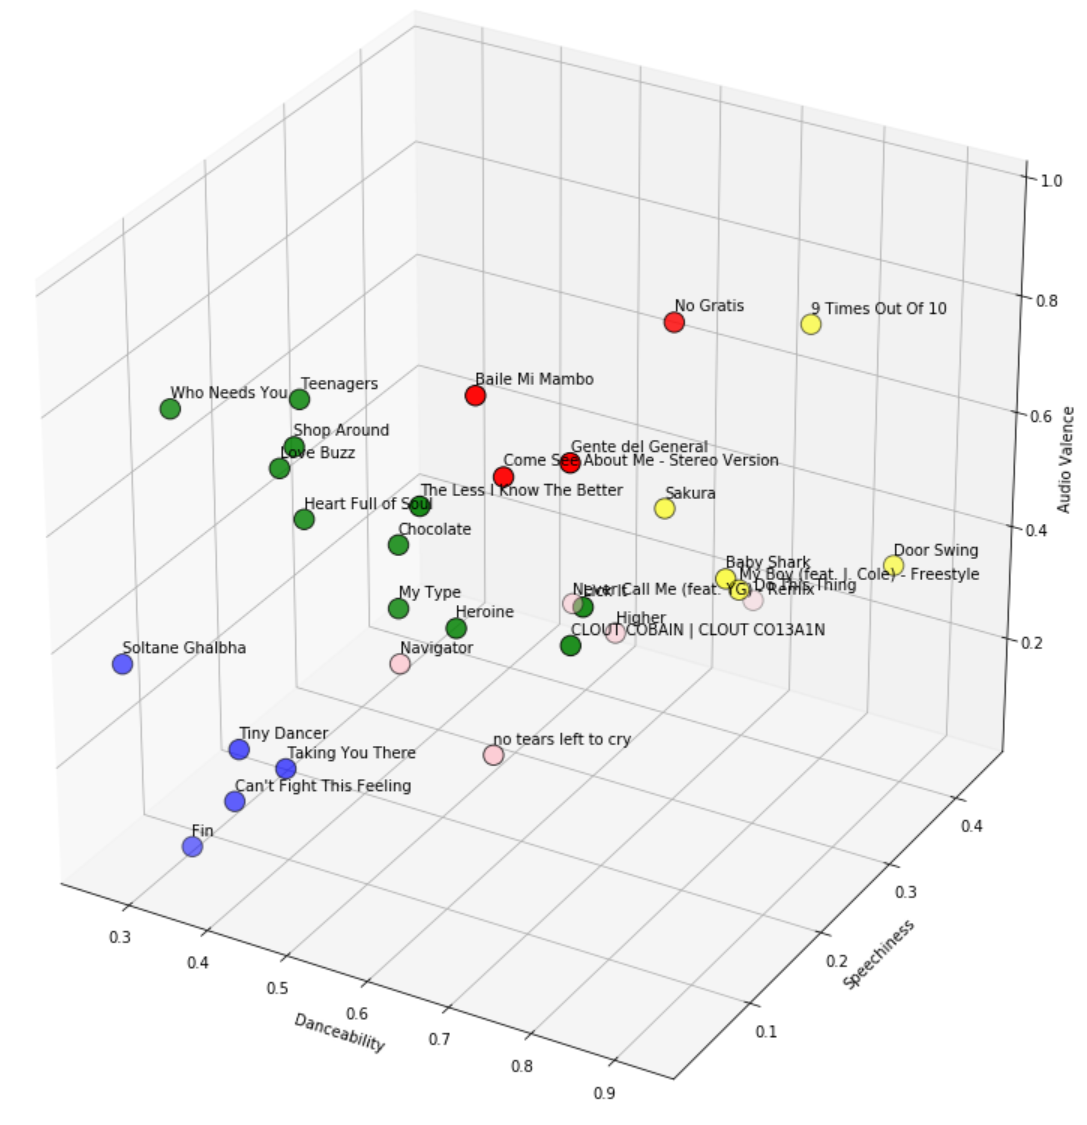 1.0
No Gratis
9 Times Out Of 10
0.8
Baile Mi Mambo
Teenagers
Who Needs You
0.6
Shop Around
Gente del General
Love Buzz
Come See About Me - Stereo Version
The Less I Know The Better
Sakura
Heart Full of Soul
Chocolate
0.4
Audio Valence
Door Swing
Baby Shark
My Boy (feat. J. Cole) - Freestyle
Do This Thing
Never Call Me (feat. YG) - Remix
My Type
Heroine
Higher
CLOUT COBAIN | CLOUT CO13A1N
0.2
Soltane Ghalbha
Navigator
Tiny Dancer
no tears left to cry
Taking You There
Can't Fight This Feeling
Fin
0.4
0.3
0.2
0.1
Speechiness
0.3
0.4
0.5
0.6
0.7
0.8
0.9
Danceability